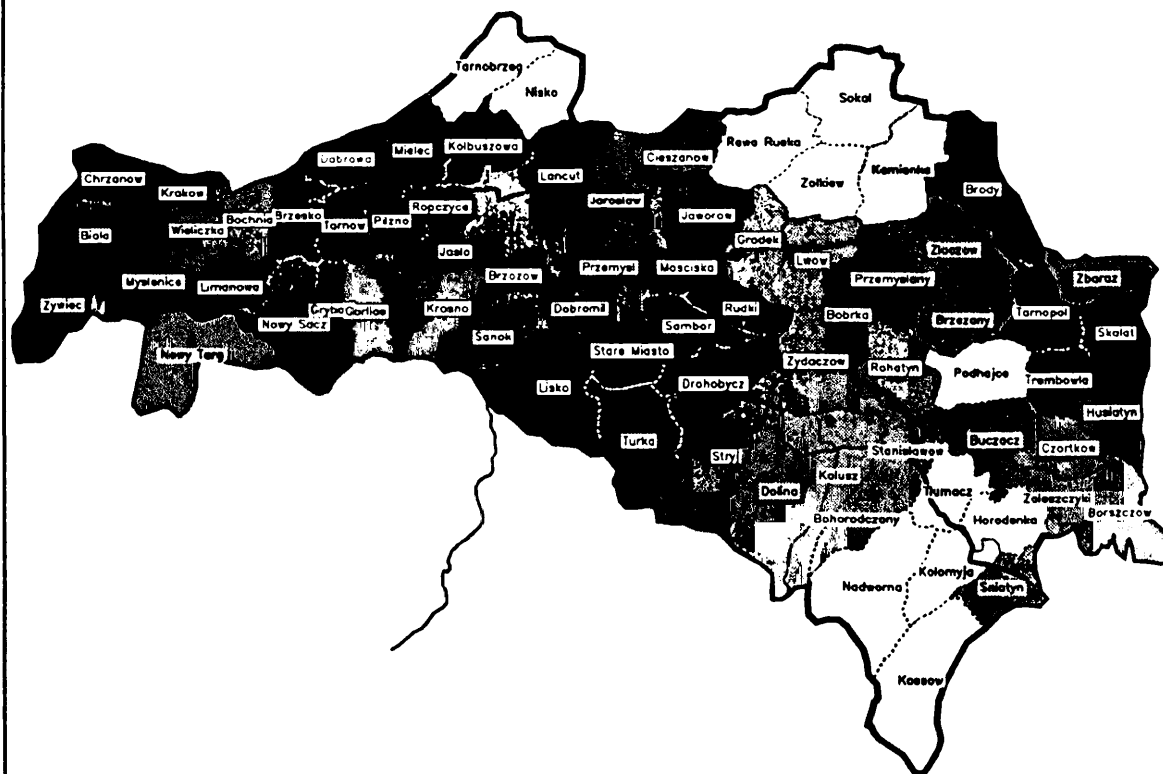 Tarnobrzeg
Nisko
Sokal
Rawa Ruska
Kamionka
Zolkiew
Dabrowa
Mielec
Kolbuszowa
Cieszanow
Chrzanow
Krakow
Lancut
Brody
Bochnia
Brzesko
Tarnow
Pilzno
Ropczyce
Jaroslaw
Jaworow
Wieliczka
Biala
Grodek
Zloczow
Jaslo
Lwow
Przemysl
Mosciska
Brzozow
Przemyslany
Zbaraz
Myslenice
Limanowa
Zywiec
Grybo
Gorlice
Krosno
Dobromil
Rudki
Bobrka
Brzezany
Tarnopol
Nowy Sacz
Sambor
Skalat
Sanok
Nowy Targ
Stare Miasto
Zydaczow
Rohatyn
Podhajce
Trembowla
Lisko
Drohobycz
Husiatyn
Turka
Buczacz
Czortkow
Stryj
Stanislawow
Kalusz
Dolina
Tlumacz
Zaleszczyki
Borszczow
Bohorodczany
Horodenka
Nadworna
Kolomyja
Sniatyn
Kossow